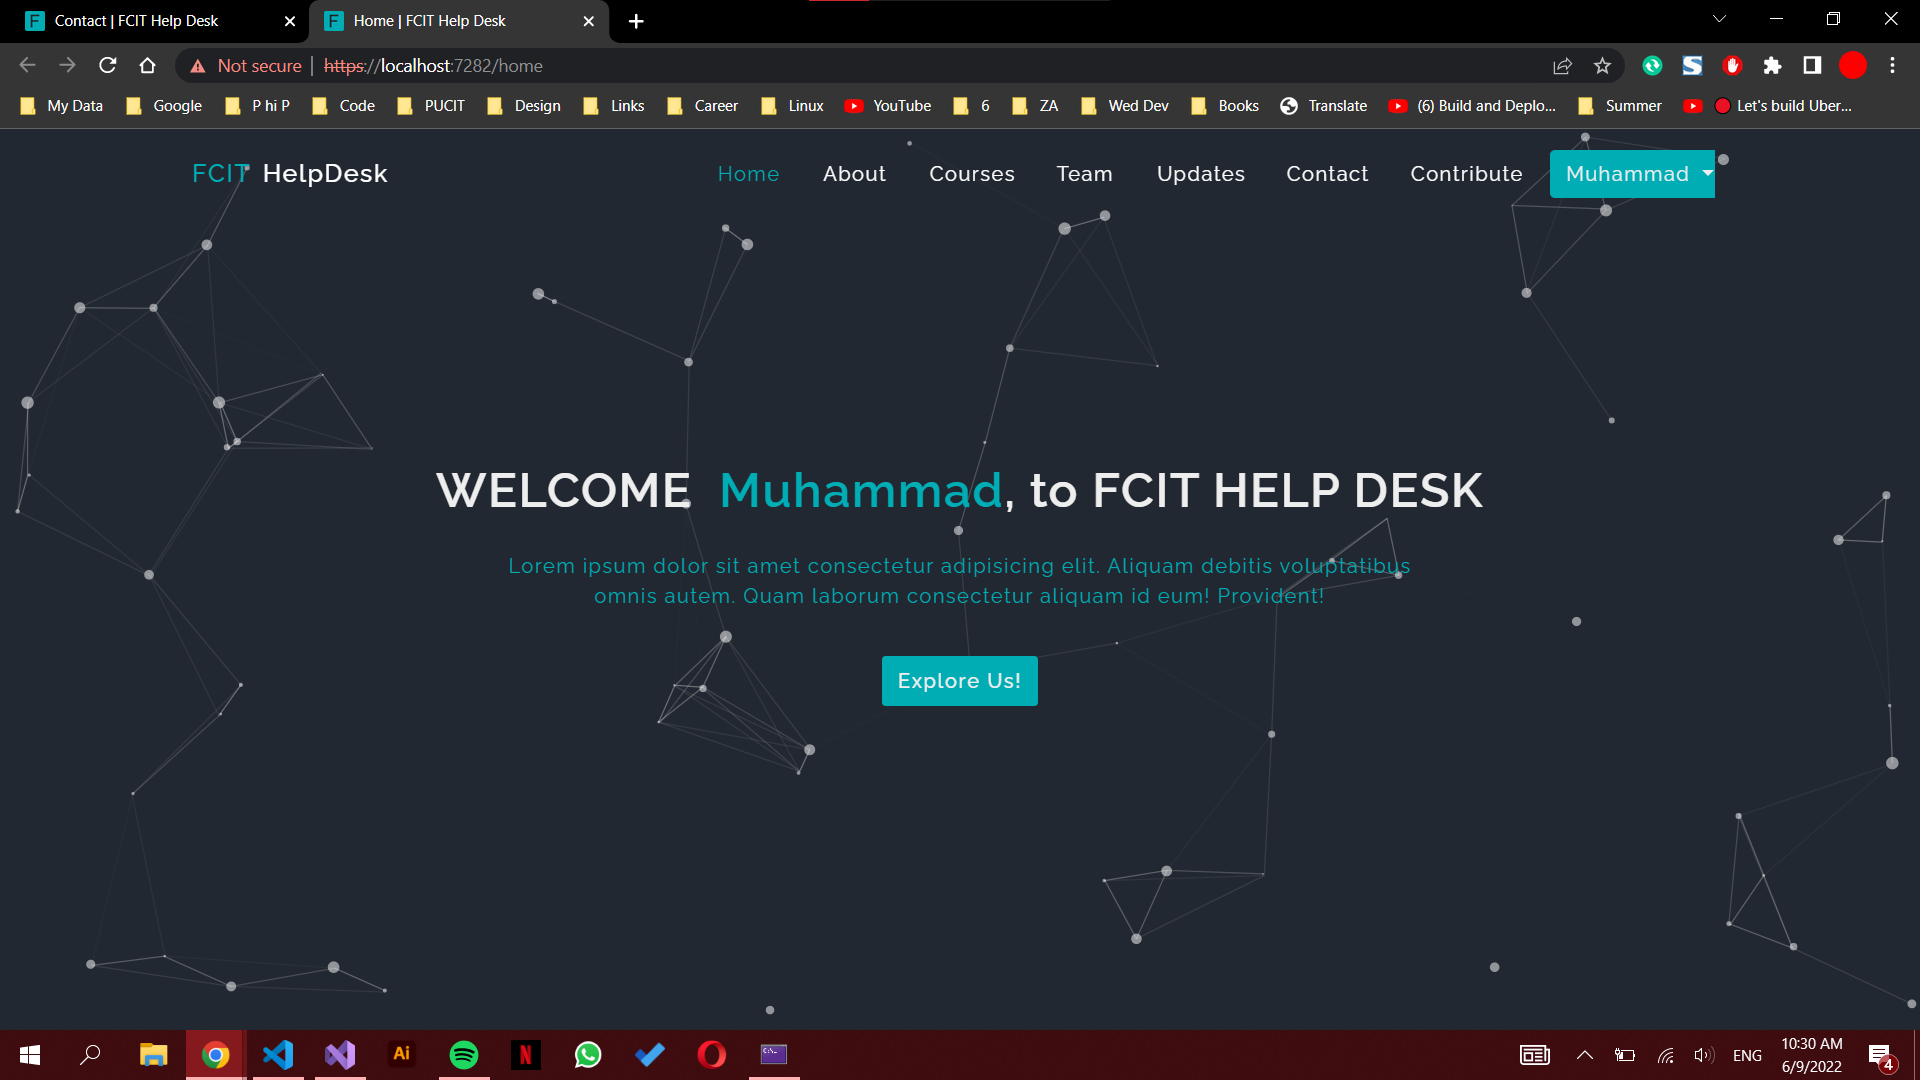 Contact | FCIT Help Desk
Home | FCIT Help Desk
Not secure | https://localhost:7282/home
My Data Google P hi P Code PUCIT Design Links Career Linux YouTube 6 ZA Wed Dev Books Translate (6) Build and Deplo... Summer Let's build Uber...
FCIT HelpDesk Home About Courses Team Updates Contact Contribute Muhammad
WELCOME Muhammad, to FCIT HELP DESK
Lorem ipsum dolor sit amet consectetur adipisicing elit. Aliquam debitis voluptatibus
omnis autem. Quam laborum consectetur aliquam id eum! Provident!
Explore Us!
Ai
ENG
10:30 AM
6/9/2022
4